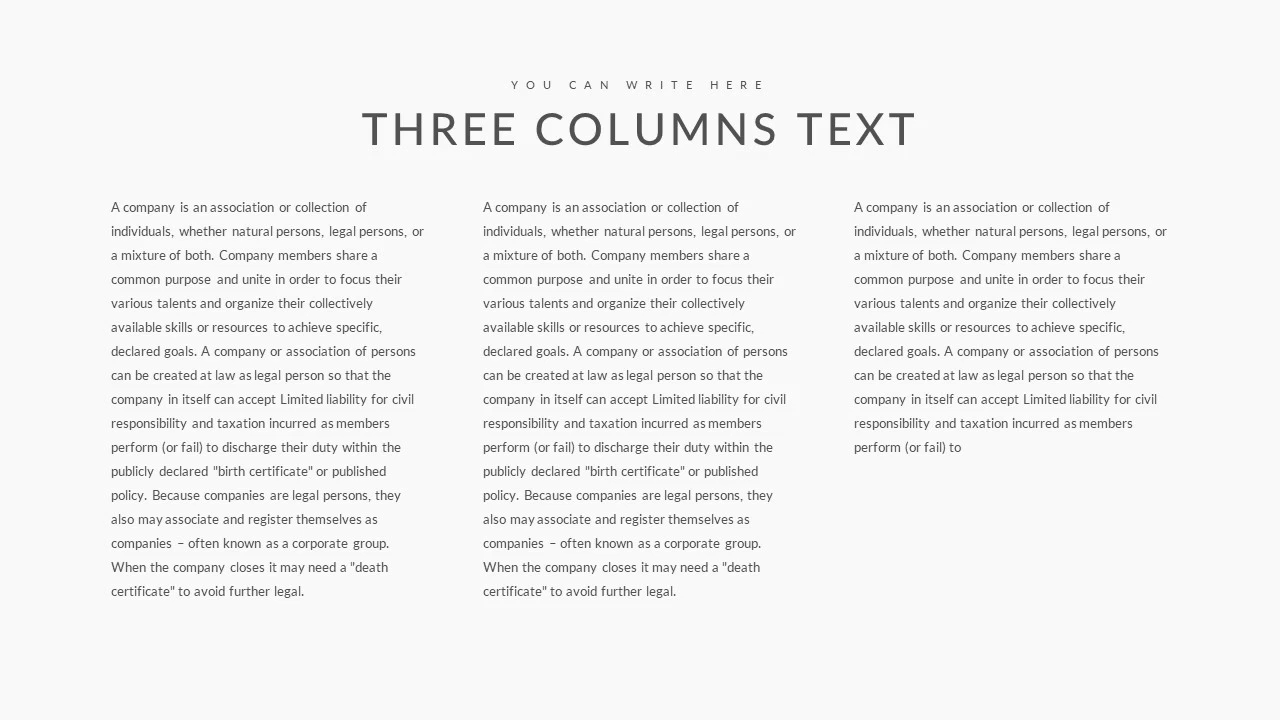 YOU CAN WRITE HERE
THREE COLUMNS TEXT
A company is an association or collection of
individuals, whether natural persons, legal persons, or
a mixture of both. Company members share a
common purpose and unite in order to focus their
various talents and organize their collectively
available skills or resources to achieve specific,
declared goals. A company or association of persons
can be created at law as legal person so that the
company in itself can accept Limited liability for civil
responsibility and taxation incurred as members
perform (or fail) to discharge their duty within the
publicly declared "birth certificate" or published
policy. Because companies are legal persons, they
also may associate and register themselves as
companies – often known as a corporate group.
When the company closes it may need a "death
certificate" to avoid further legal.
A company is an association or collection of
individuals, whether natural persons, legal persons, or
a mixture of both. Company members share a
common purpose and unite in order to focus their
various talents and organize their collectively
available skills or resources to achieve specific,
declared goals. A company or association of persons
can be created at law as legal person so that the
company in itself can accept Limited liability for civil
responsibility and taxation incurred as members
perform (or fail) to discharge their duty within the
publicly declared "birth certificate" or published
policy. Because companies are legal persons, they
also may associate and register themselves as
companies – often known as a corporate group.
When the company closes it may need a "death
certificate" to avoid further legal.
A company is an association or collection of
individuals, whether natural persons, legal persons, or
a mixture of both. Company members share a
common purpose and unite in order to focus their
various talents and organize their collectively
available skills or resources to achieve specific,
declared goals. A company or association of persons
can be created at law as legal person so that the
company in itself can accept Limited liability for civil
responsibility and taxation incurred as members
perform (or fail) to